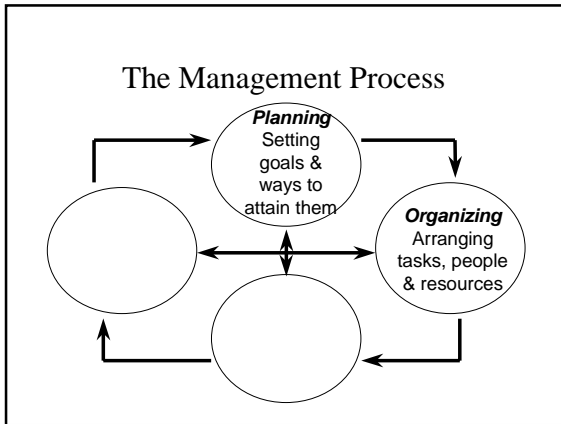 The Management Process
Planning
Setting
goals &
ways to
attain them
Organizing
Arranging
tasks, people
& resources